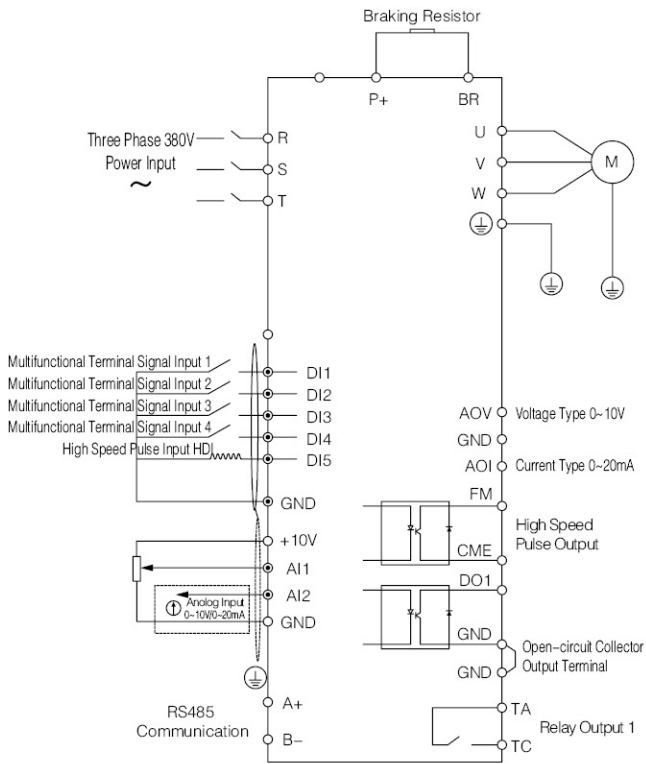 Braking Resistor
P+
BR
Three Phase 380V
Power Input
~
R
S
T
U
V
W
M
Multifunctional Terminal Signal Input 1
Multifunctional Terminal Signal Input 2
Multifunctional Terminal Signal Input 3
Multifunctional Terminal Signal Input 4
High Speed Pulse Input HDI
DI1
DI2
DI3
DI4
DI5
GND
+10V
AI1
AI2
Anolog Input
0~10V/0~20mA
GND
RS485
Communication
A+
B−
AOV
Voltage Type 0~10V
GND
AOI
Current Type 0~20mA
FM
High Speed
Pulse Output
CME
DO1
GND
Open-circuit Collector
Output Terminal
GND
TA
Relay Output 1
TC